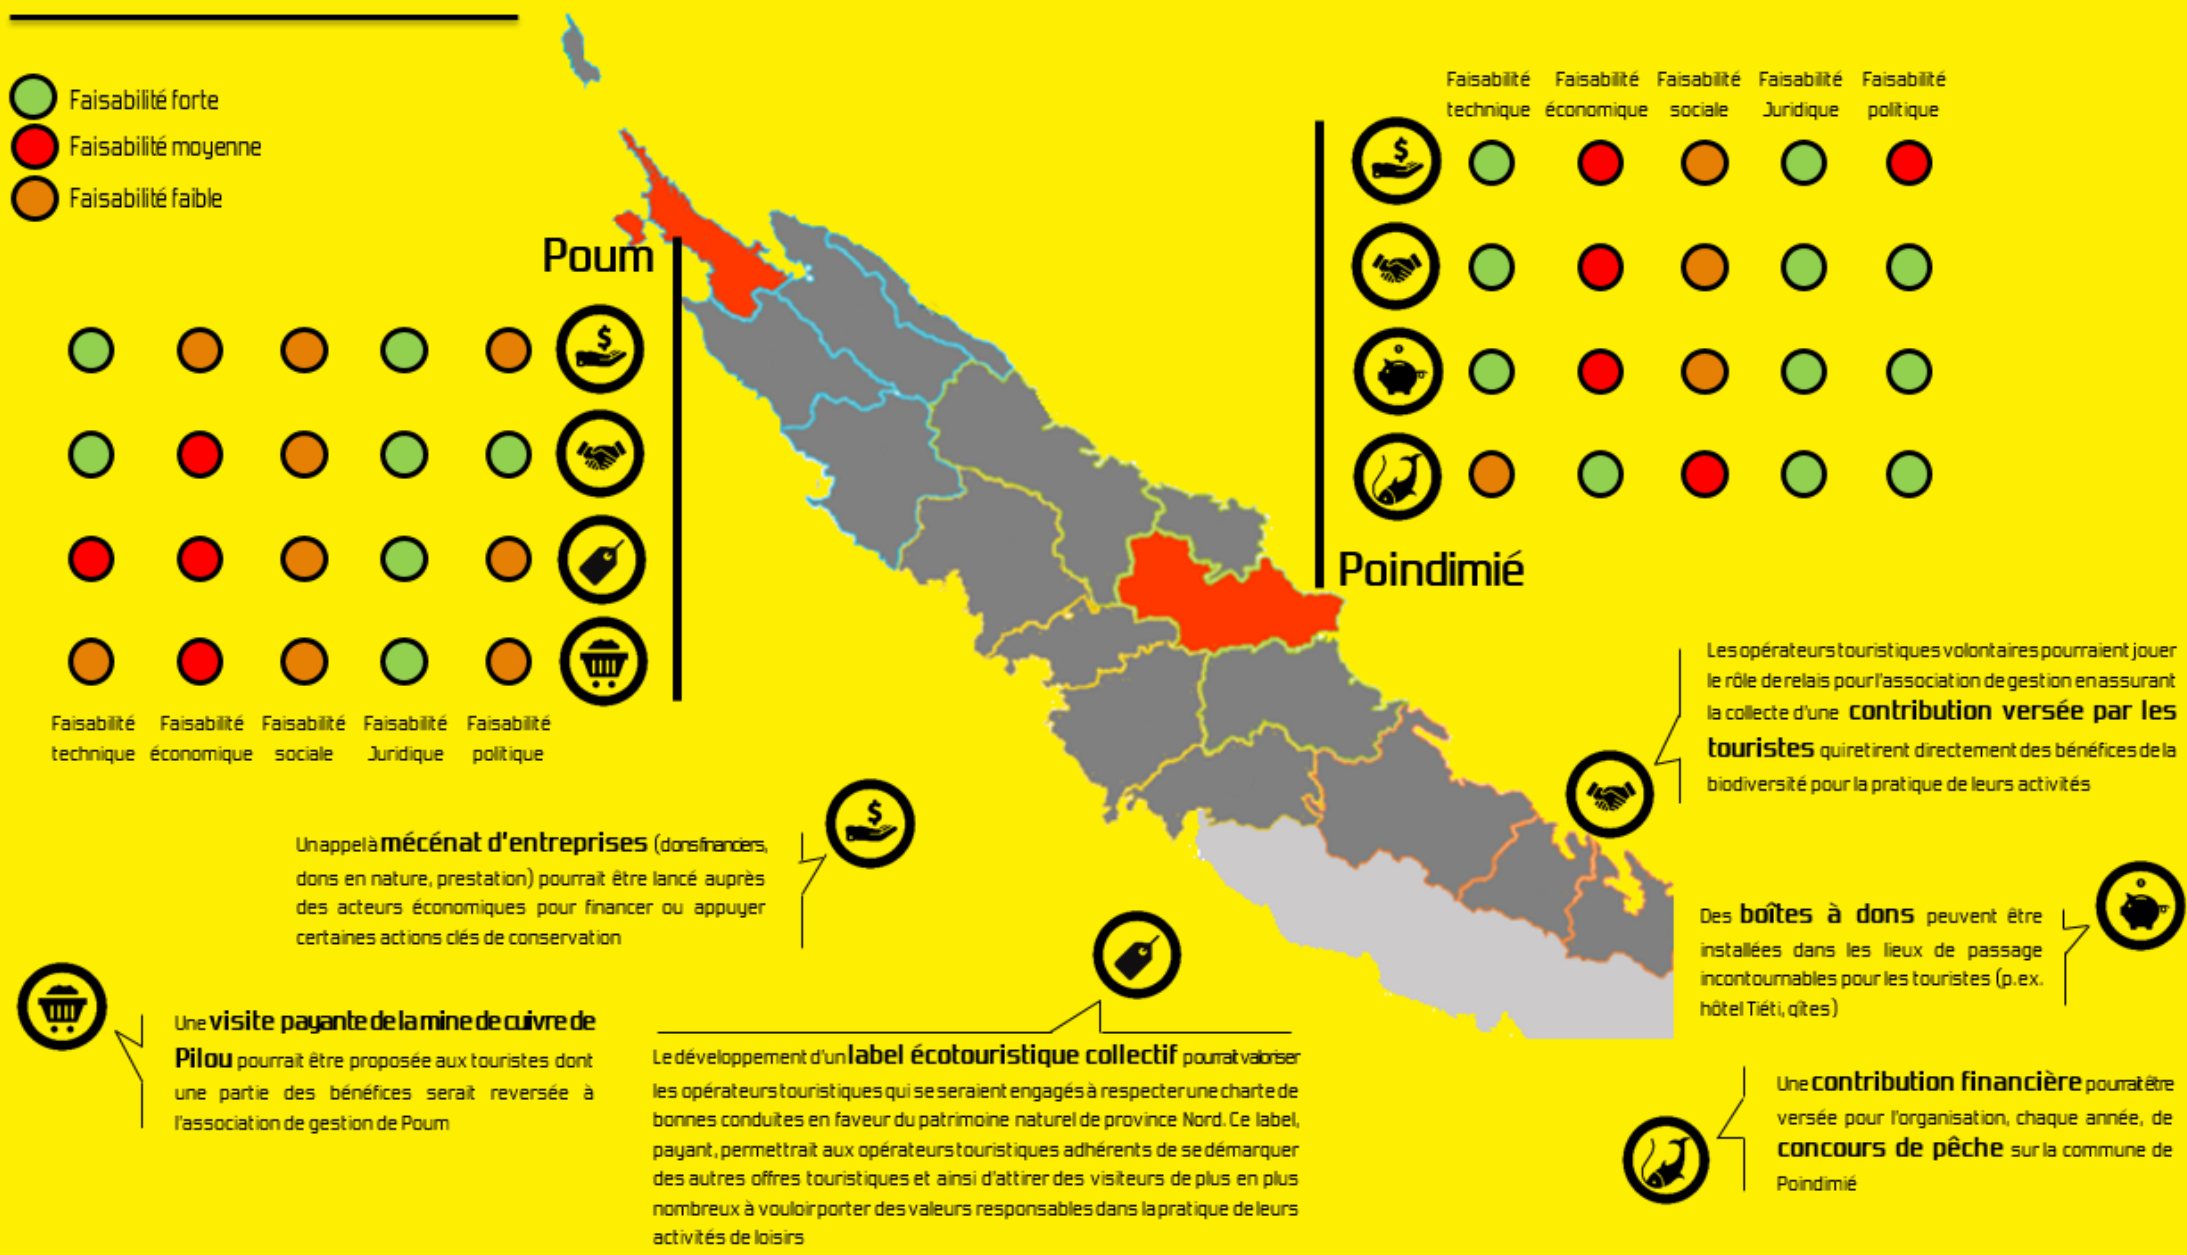 Faisabilité forte
Faisabilité moyenne
Faisabilité faible
Poum
Faisabilité Faisabilité Faisabilité Faisabilité Faisabilité
technique économique sociale Juridique politique
Faisabilité Faisabilité Faisabilité Faisabilité Faisabilité
technique économique sociale Juridique politique
Poindimié
Les opérateurs touristiques volontaires pourraient jouer
le rôle de relais pour l'association de gestion en assurant
la collecte d'une contribution versée par les
touristes qui retirent directement des bénéfices de la
biodiversité pour la pratique de leurs activités
Un appel à mécénat d'entreprises (dons financiers,
dons en nature, prestation) pourrait être lancé auprès
des acteurs économiques pour financer ou appuyer
certaines actions clés de conservation
Des boîtes à dons peuvent être
installées dans les lieux de passage
incontournables pour les touristes (p.ex.
hôtel Tiéti, gîtes)
Une visite payante de la mine de cuivre de
Pilou pourrait être proposée aux touristes dont
une partie des bénéfices serait reversée à
l'association de gestion de Poum
Le développement d'un label écotouristique collectif pourrait valoriser
les opérateurs touristiques qui se seraient engagés à respecter une charte de
bonnes conduites en faveur du patrimoine naturel de province Nord. Ce label,
payant, permettrait aux opérateurs touristiques adhérents de se démarquer
des autres offres touristiques et ainsi d'attirer des visiteurs de plus en plus
nombreux à vouloir porter des valeurs responsables dans la pratique de leurs
activités de loisirs
Une contribution financière pourrait être
versée pour l'organisation, chaque année, de
concours de pêche sur la commune de
Poindimié